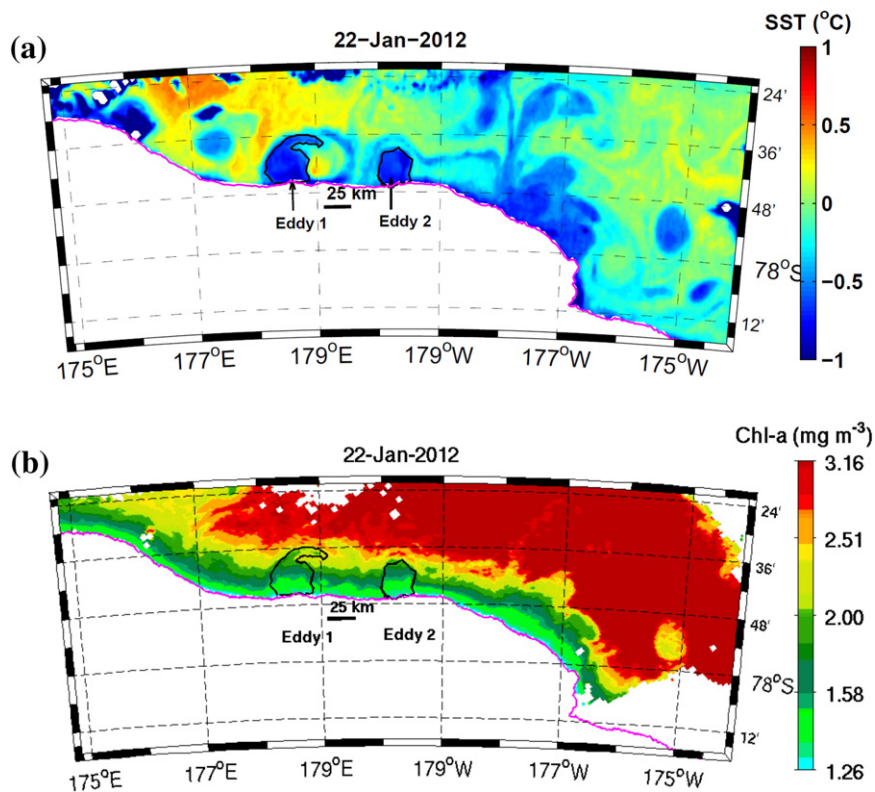 (a)
22-Jan-2012
SST (°C)
1
0.5
0
-0.5
-1
24'
36'
48'
78°S
12'
25 km
Eddy 1
Eddy 2
175°E
177°E
179°E
179°W
177°W
175°W
(b)
22-Jan-2012
Chl-a (mg m-3)
3.16
2.51
2.00
1.58
1.26
24'
36'
48'
78°S
12'
25 km
Eddy 1
Eddy 2
175°E
177°E
179°E
179°W
177°W
175°W